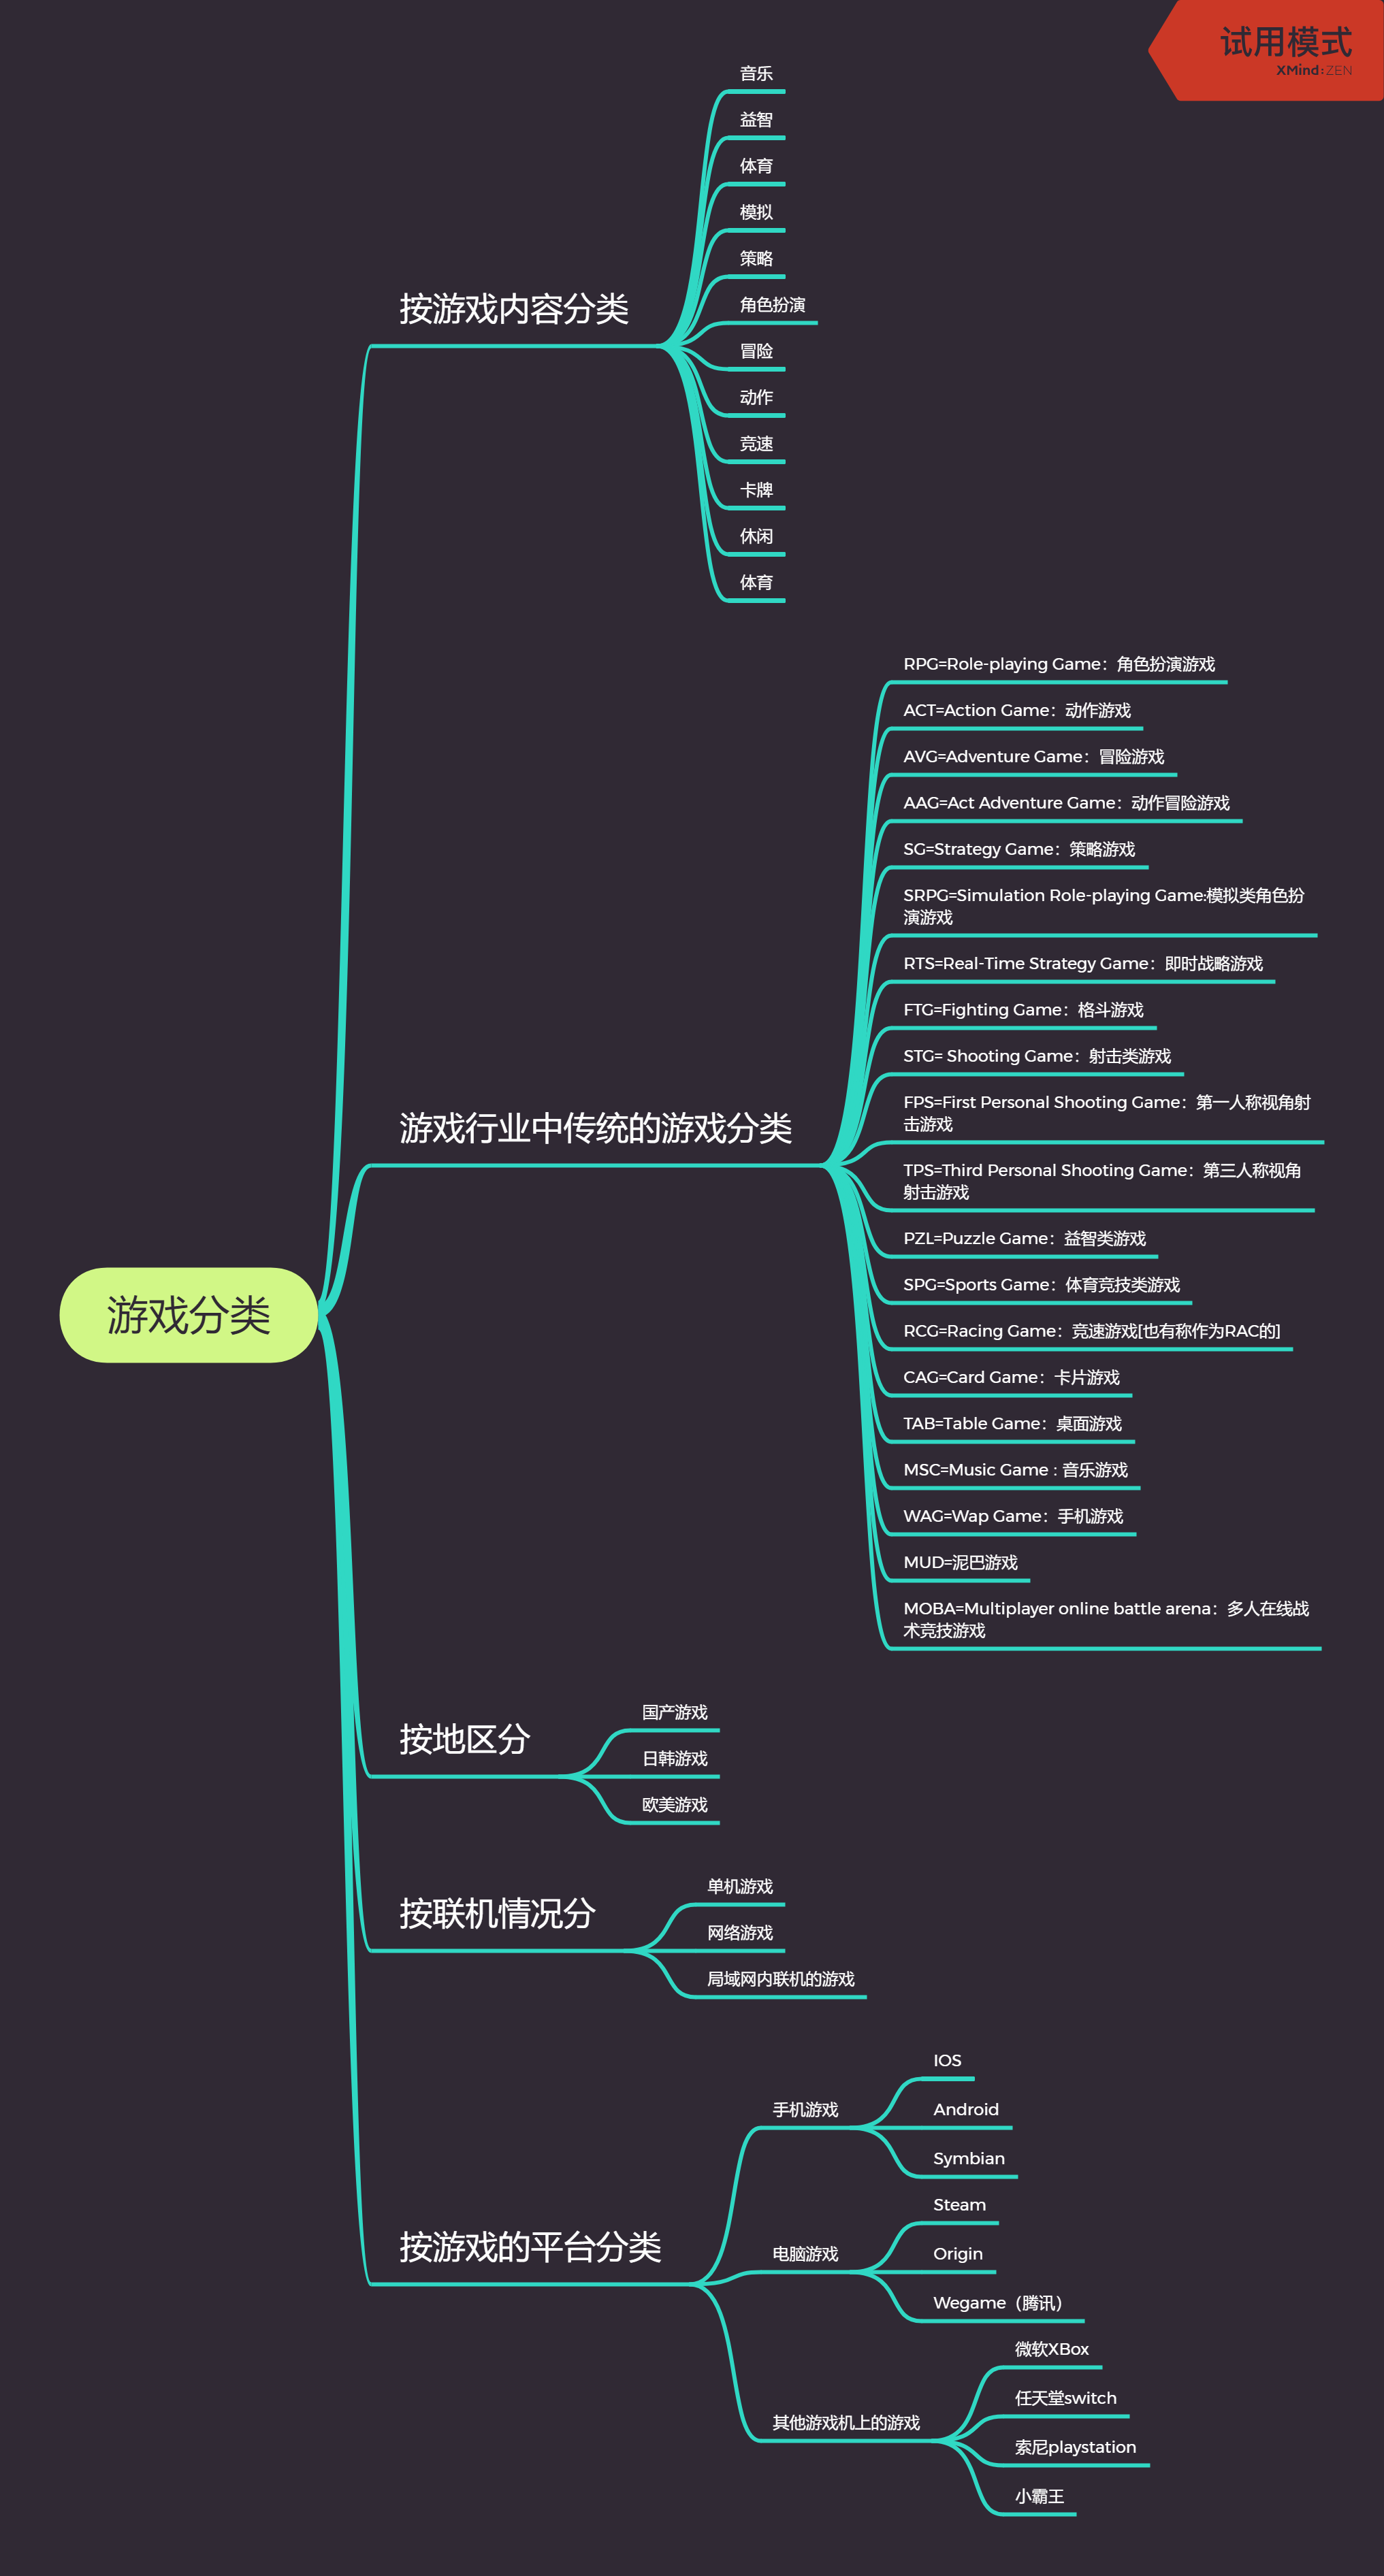 试用模式
XMind:ZEN
游戏分类
按游戏内容分类
音乐
益智
体育
模拟
策略
角色扮演
冒险
动作
竞速
卡牌
休闲
体育
游戏行业中传统的游戏分类
RPG=Role-playing Game：角色扮演游戏
ACT=Action Game：动作游戏
AVG=Adventure Game：冒险游戏
AAG=Act Adventure Game：动作冒险游戏
SG=Strategy Game：策略游戏
SRPG=Simulation Role-playing Game:模拟类角色扮
演游戏
RTS=Real-Time Strategy Game：即时战略游戏
FTG=Fighting Game：格斗游戏
STG= Shooting Game：射击类游戏
FPS=First Personal Shooting Game：第一人称视角射
击游戏
TPS=Third Personal Shooting Game：第三人称视角
射击游戏
PZL=Puzzle Game：益智类游戏
SPG=Sports Game：体育竞技类游戏
RCG=Racing Game：竞速游戏[也有称作为RAC的]
CAG=Card Game：卡片游戏
TAB=Table Game：桌面游戏
MSC=Music Game : 音乐游戏
WAG=Wap Game：手机游戏
MUD=泥巴游戏
MOBA=Multiplayer online battle arena：多人在线战
术竞技游戏
按地区分
国产游戏
日韩游戏
欧美游戏
按联机情况分
单机游戏
网络游戏
局域网内联机的游戏
按游戏的平台分类
手机游戏
IOS
Android
Symbian
电脑游戏
Steam
Origin
Wegame（腾讯）
其他游戏机上的游戏
微软XBox
任天堂switch
索尼playstation
小霸王